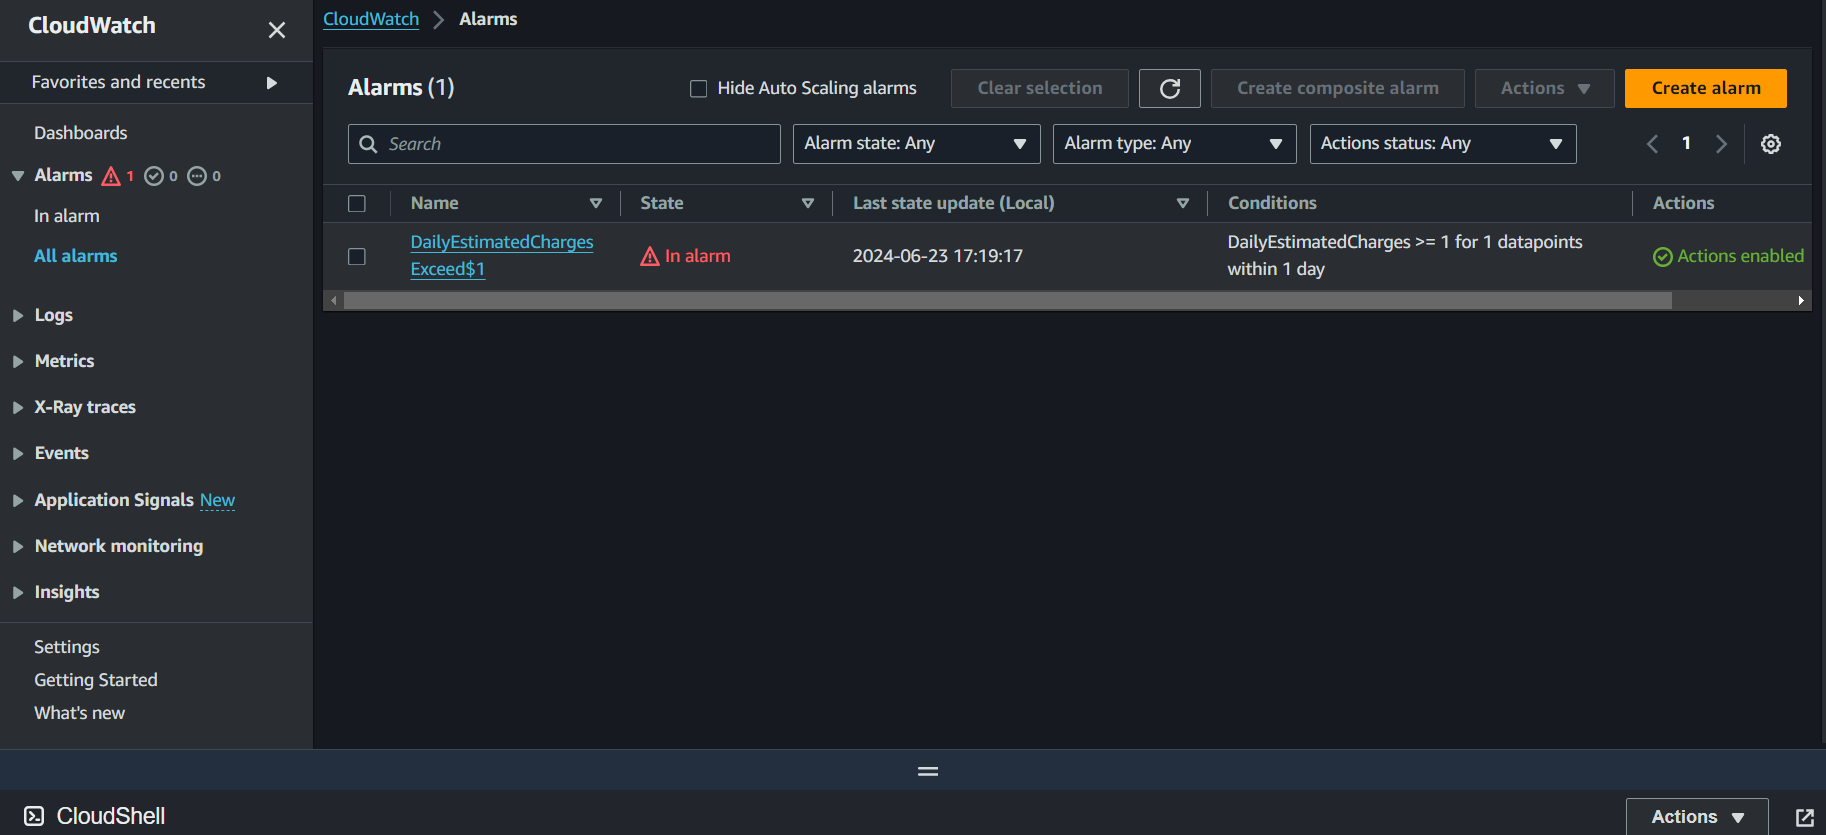 CloudWatch
Favorites and recents
Dashboards
Alarms 1 0 0
In alarm
All alarms
Logs
Metrics
X-Ray traces
Events
Application Signals New
Network monitoring
Insights
Settings
Getting Started
What's new
CloudWatch Alarms
Alarms (1)
Hide Auto Scaling alarms
Clear selection
Create composite alarm
Actions
Create alarm
Search
Alarm state: Any
Alarm type: Any
Actions status: Any
1
Name State Last state update (Local) Conditions Actions
DailyEstimatedCharges
Exceed$1
In alarm
2024-06-23 17:19:17
DailyEstimatedCharges >= 1 for 1 datapoints
within 1 day
Actions enabled
CloudShell
Actions